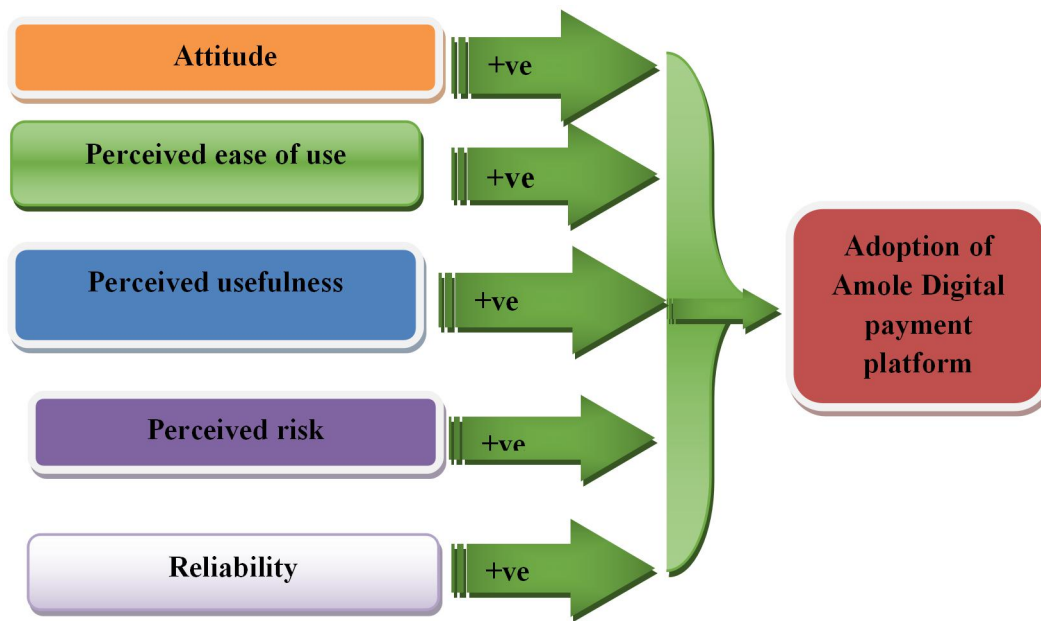 Attitude
+ve
Perceived ease of use
+ve
Perceived usefulness
+ve
Perceived risk
+ve
Reliability
+ve
Adoption of
Amole Digital
payment
platform